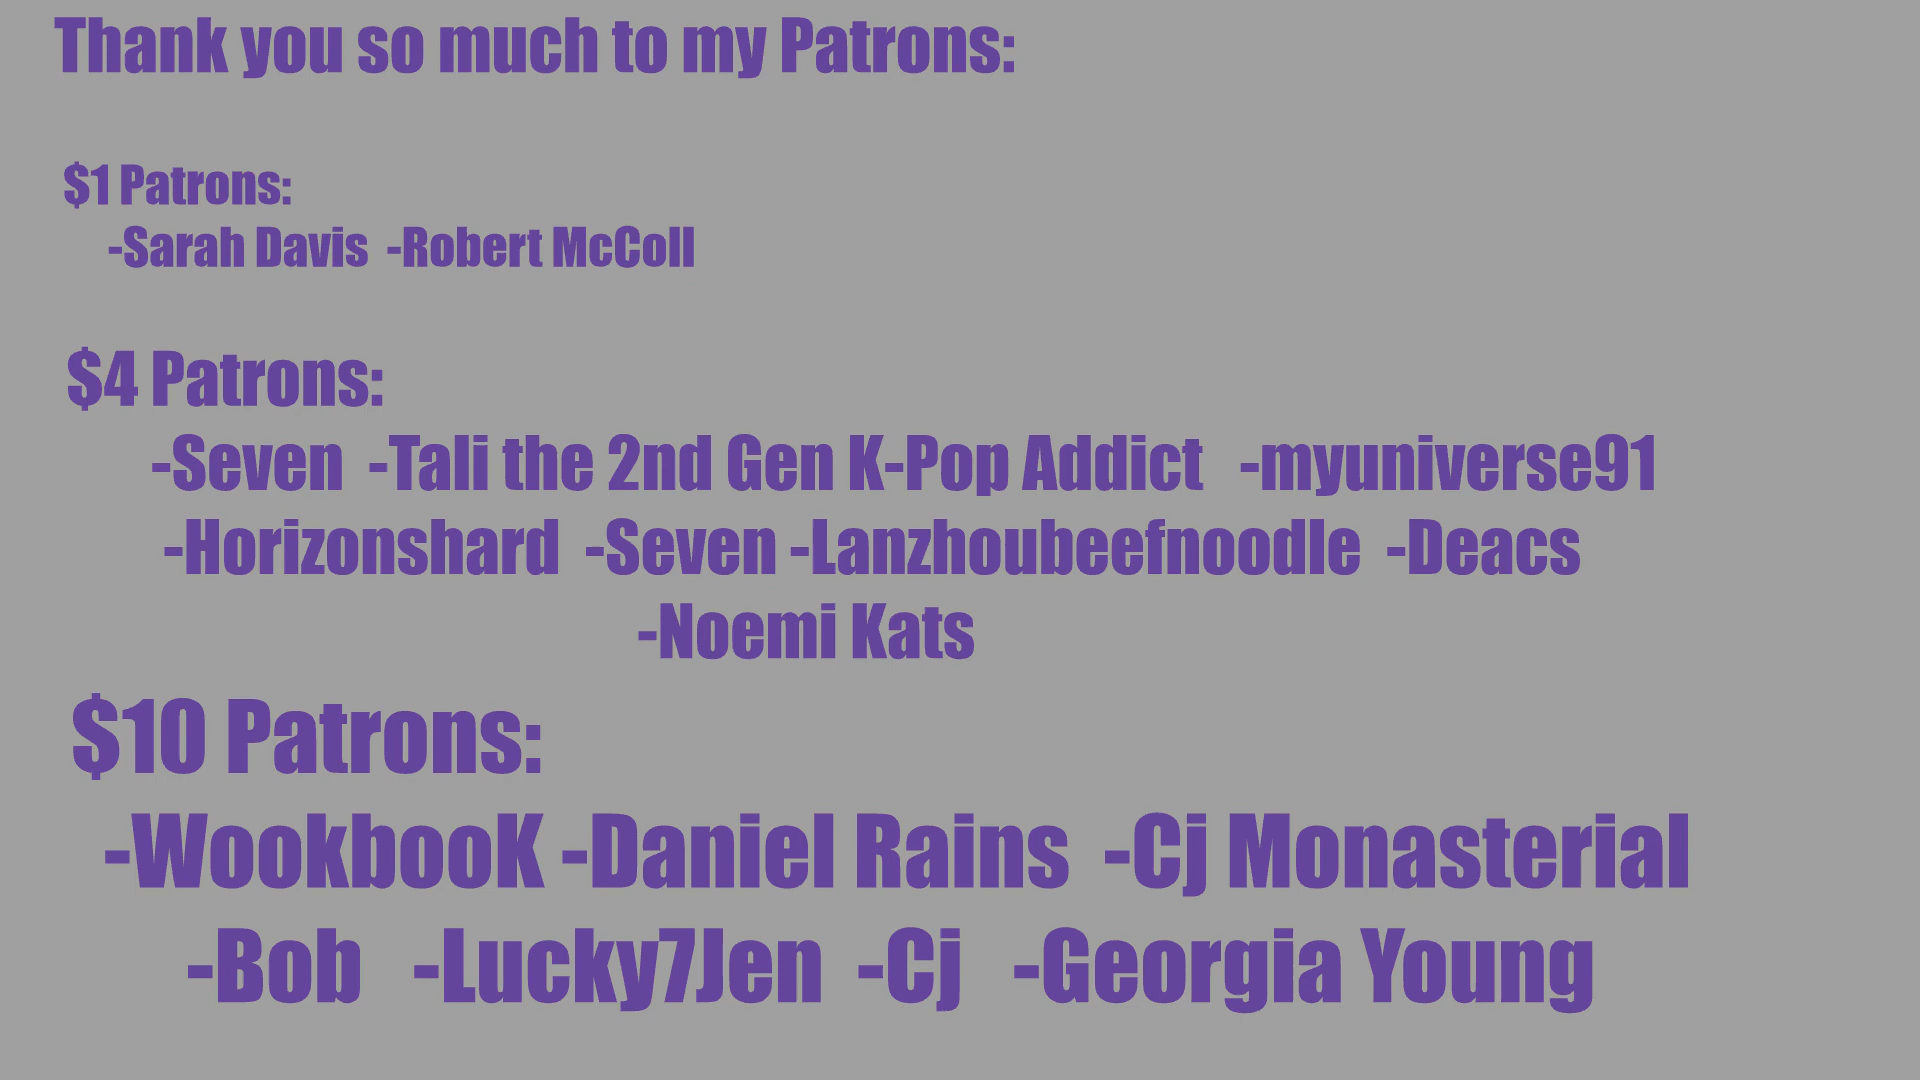 Thank you so much to my Patrons:
$1 Patrons:
-Sarah Davis -Robert McColl
$4 Patrons:
-Seven -Tali the 2nd Gen K-Pop Addict -myuniverse91
-Horizonshard -Seven -Lanzhoubeefnoodle -Deacs
-Noemi Kats
$10 Patrons:
-WookbooK -Daniel Rains -Cj Monasterial
-Bob -Lucky7Jen -Cj -Georgia Young